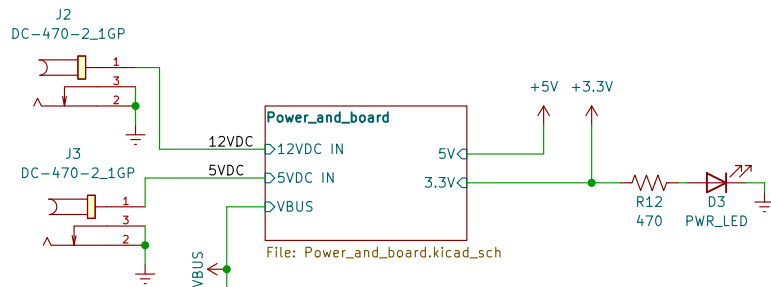 J2
DC-470-2_1GP
1
3
2
+5V
+3.3V
Power_and_board
12VDC
12VDC IN
5V
J3
DC-470-2_1GP
5VDC
5VDC IN
3.3V
1
VBUS
R12
470
D3
PWR_LED
3
2
File: Power_and_board.kicad_sch
VBUS